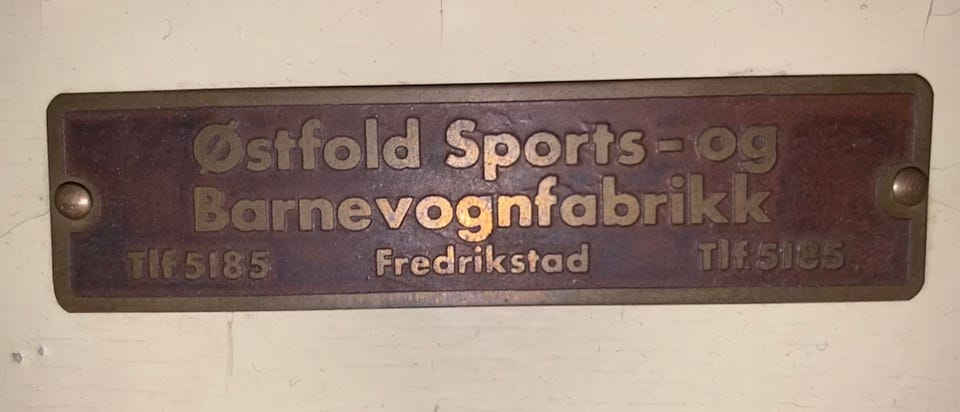 Østfold Sports- og
Barnevognfabrikk
Tlf 5185 Fredrikstad Tlf. 5185